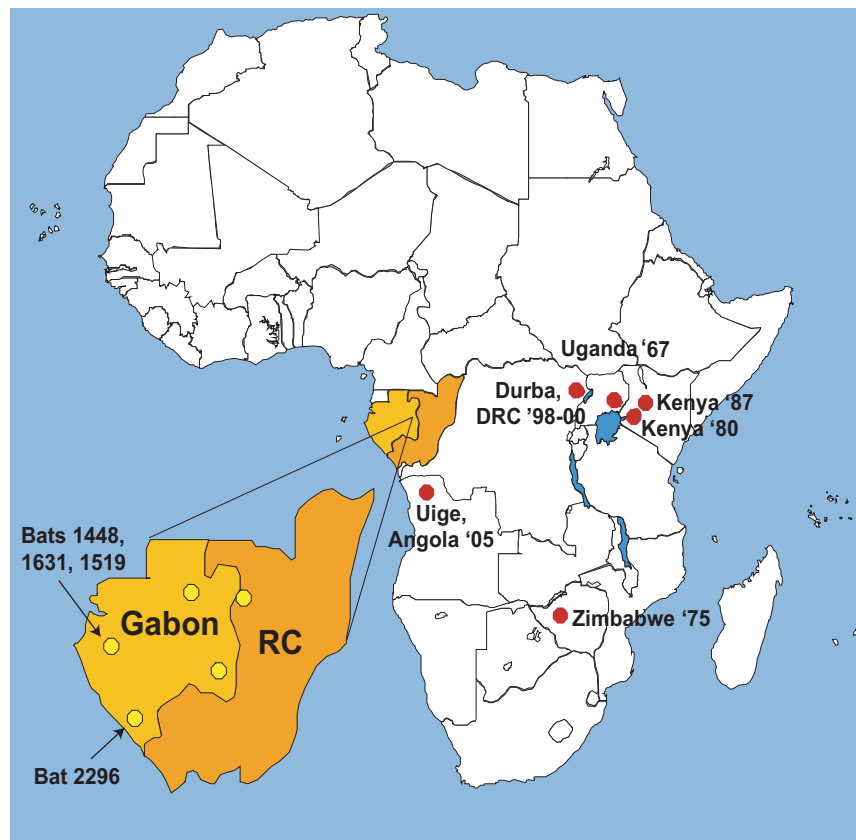 Uganda ‘67
Durba,
DRC ’98-00
Kenya ‘87
Kenya ‘80
Uige,
Angola ‘05
Zimbabwe ‘75
Bats 1448,
1631, 1519
Gabon
RC
Bat 2296